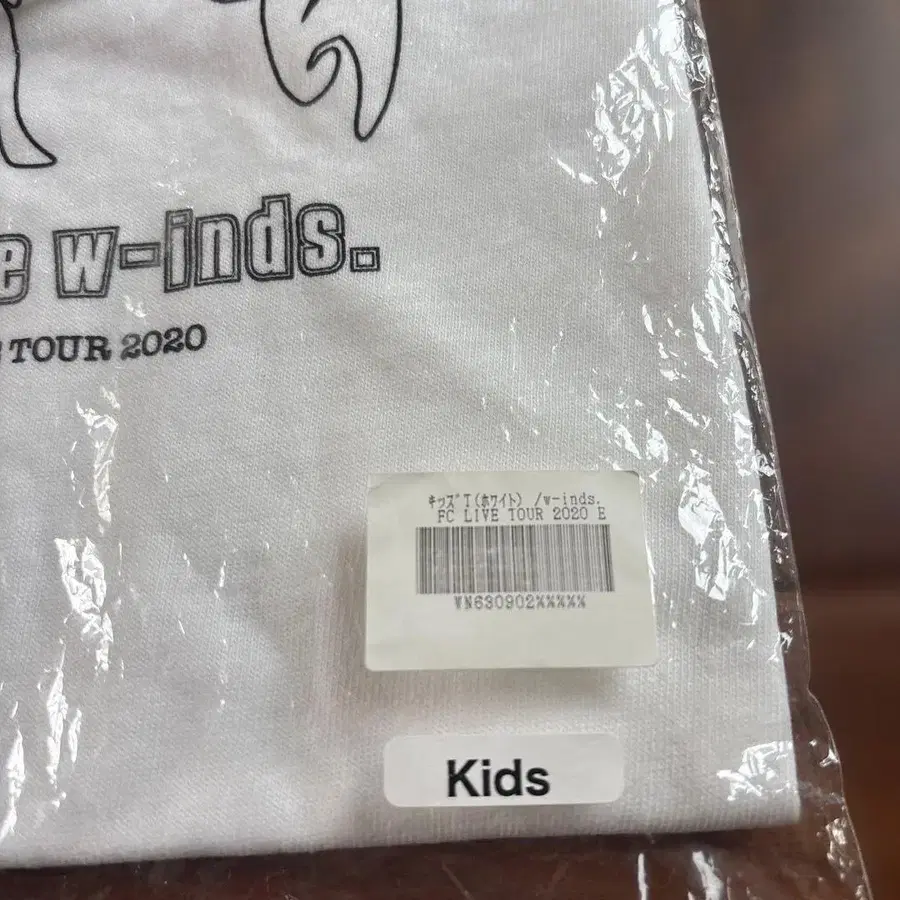 e w-inds.
TOUR 2020
キッズT(ホワイト) /w-inds.
FC LIVE TOUR 2020 E
WN630902%%%%%
Kids